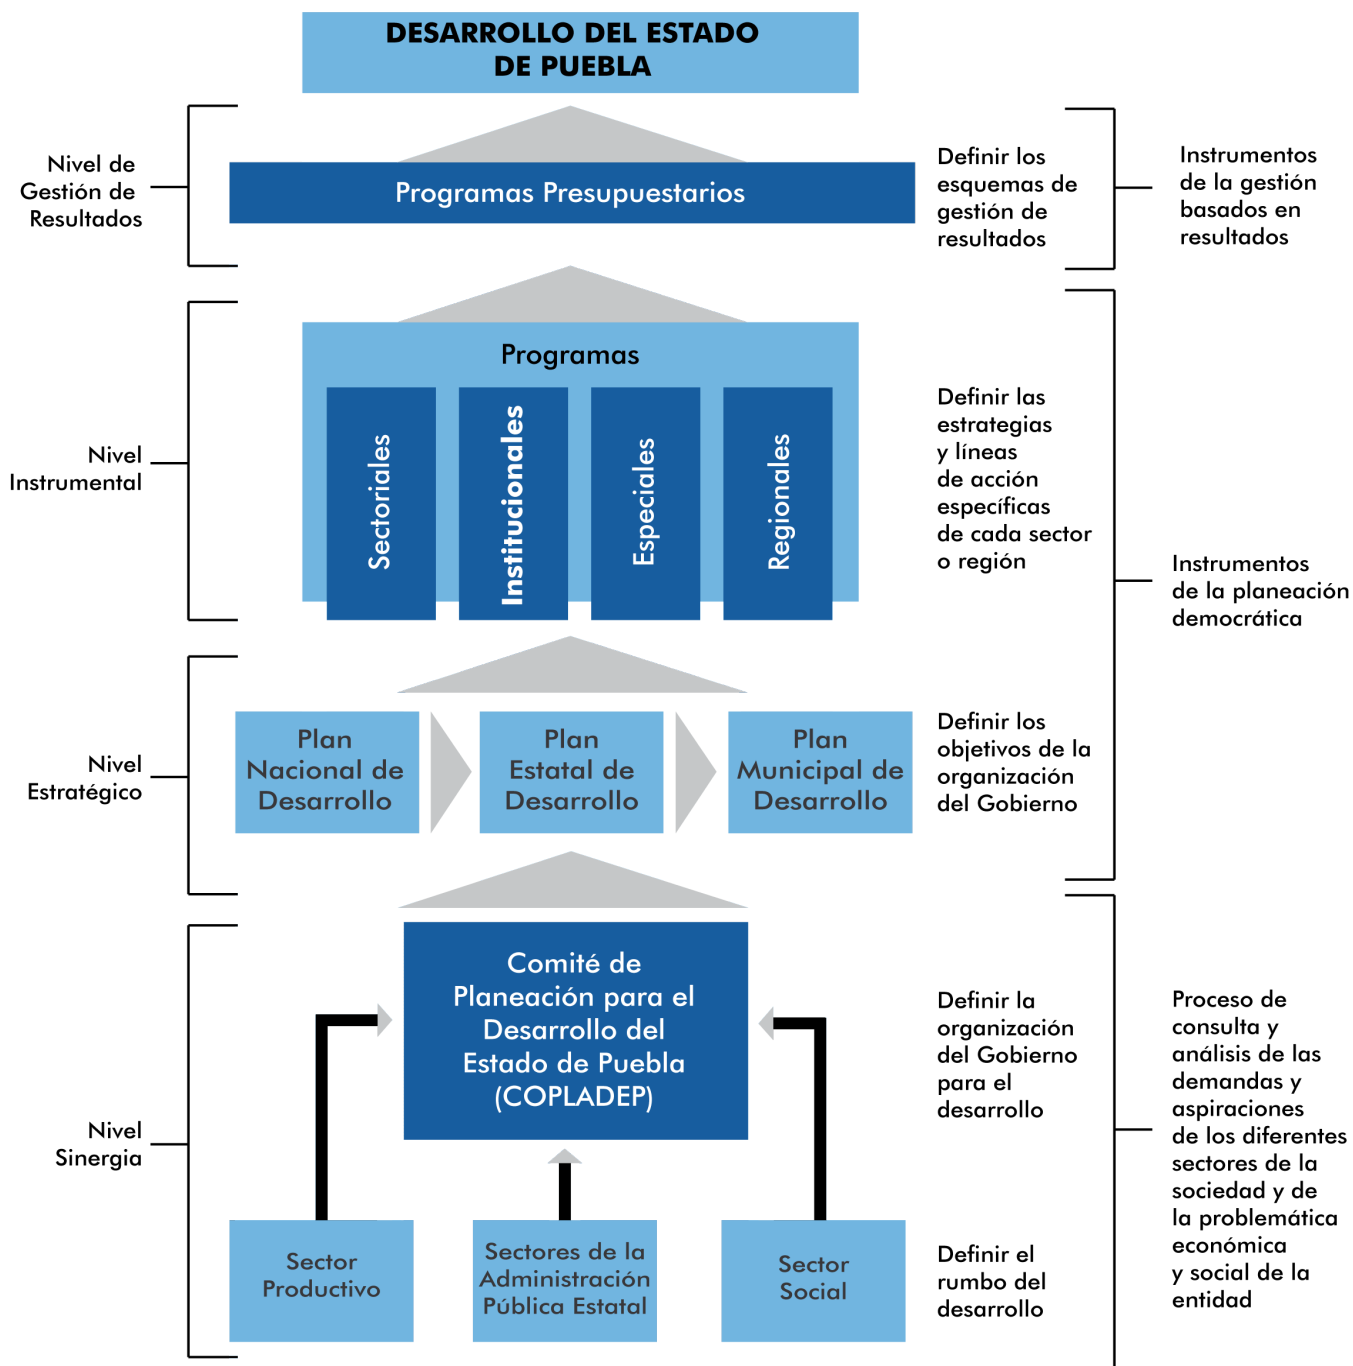 DESARROLLO DEL ESTADO
DE PUEBLA
Nivel de
Gestión de
Resultados
Programas Presupuestarios
Definir los
esquemas de
gestión de
resultados
Instrumentos
de la gestión
basados en
resultados
Nivel
Instrumental
Programas
Sectoriales
Institucionales
Especiales
Regionales
Definir las
estrategias
y líneas
de acción
específicas
de cada sector
o región
Instrumentos
de la planeación
democrática
Nivel
Estratégico
Plan
Nacional de
Desarrollo
Plan
Estatal de
Desarrollo
Plan
Municipal de
Desarrollo
Definir los
objetivos de la
organización
del Gobierno
Nivel
Sinergia
Comité de
Planeación para el
Desarrollo del
Estado de Puebla
(COPLADEP)
Definir la
organización
del Gobierno
para el
desarrollo
Sector
Productivo
Sectores de la
Administración
Pública Estatal
Sector
Social
Definir el
rumbo del
desarrollo
Proceso de
consulta y
análisis de las
demandas y
aspiraciones
de los diferentes
sectores de la
sociedad y de
la problemática
económica
y social de la
entidad